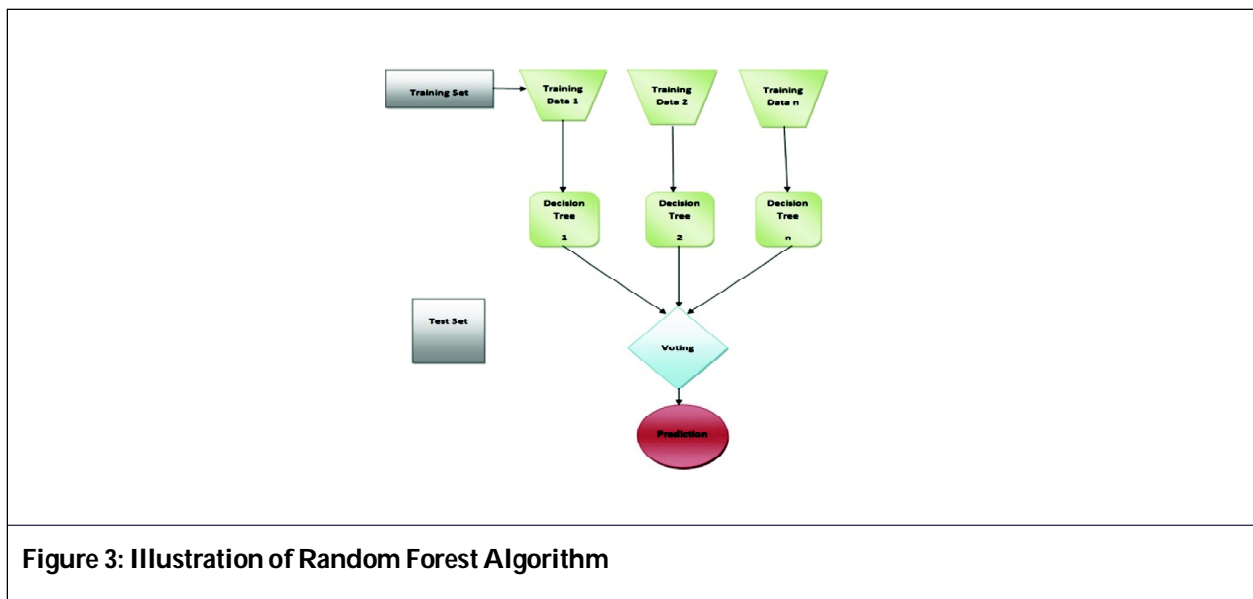 Training Set
Training
Data 1
Training
Data 2
Training
Data n
Decision
Tree
1
Decision
Tree
2
Decision
Tree
n
Test Set
Voting
Prediction
Figure 3: Illustration of Random Forest Algorithm